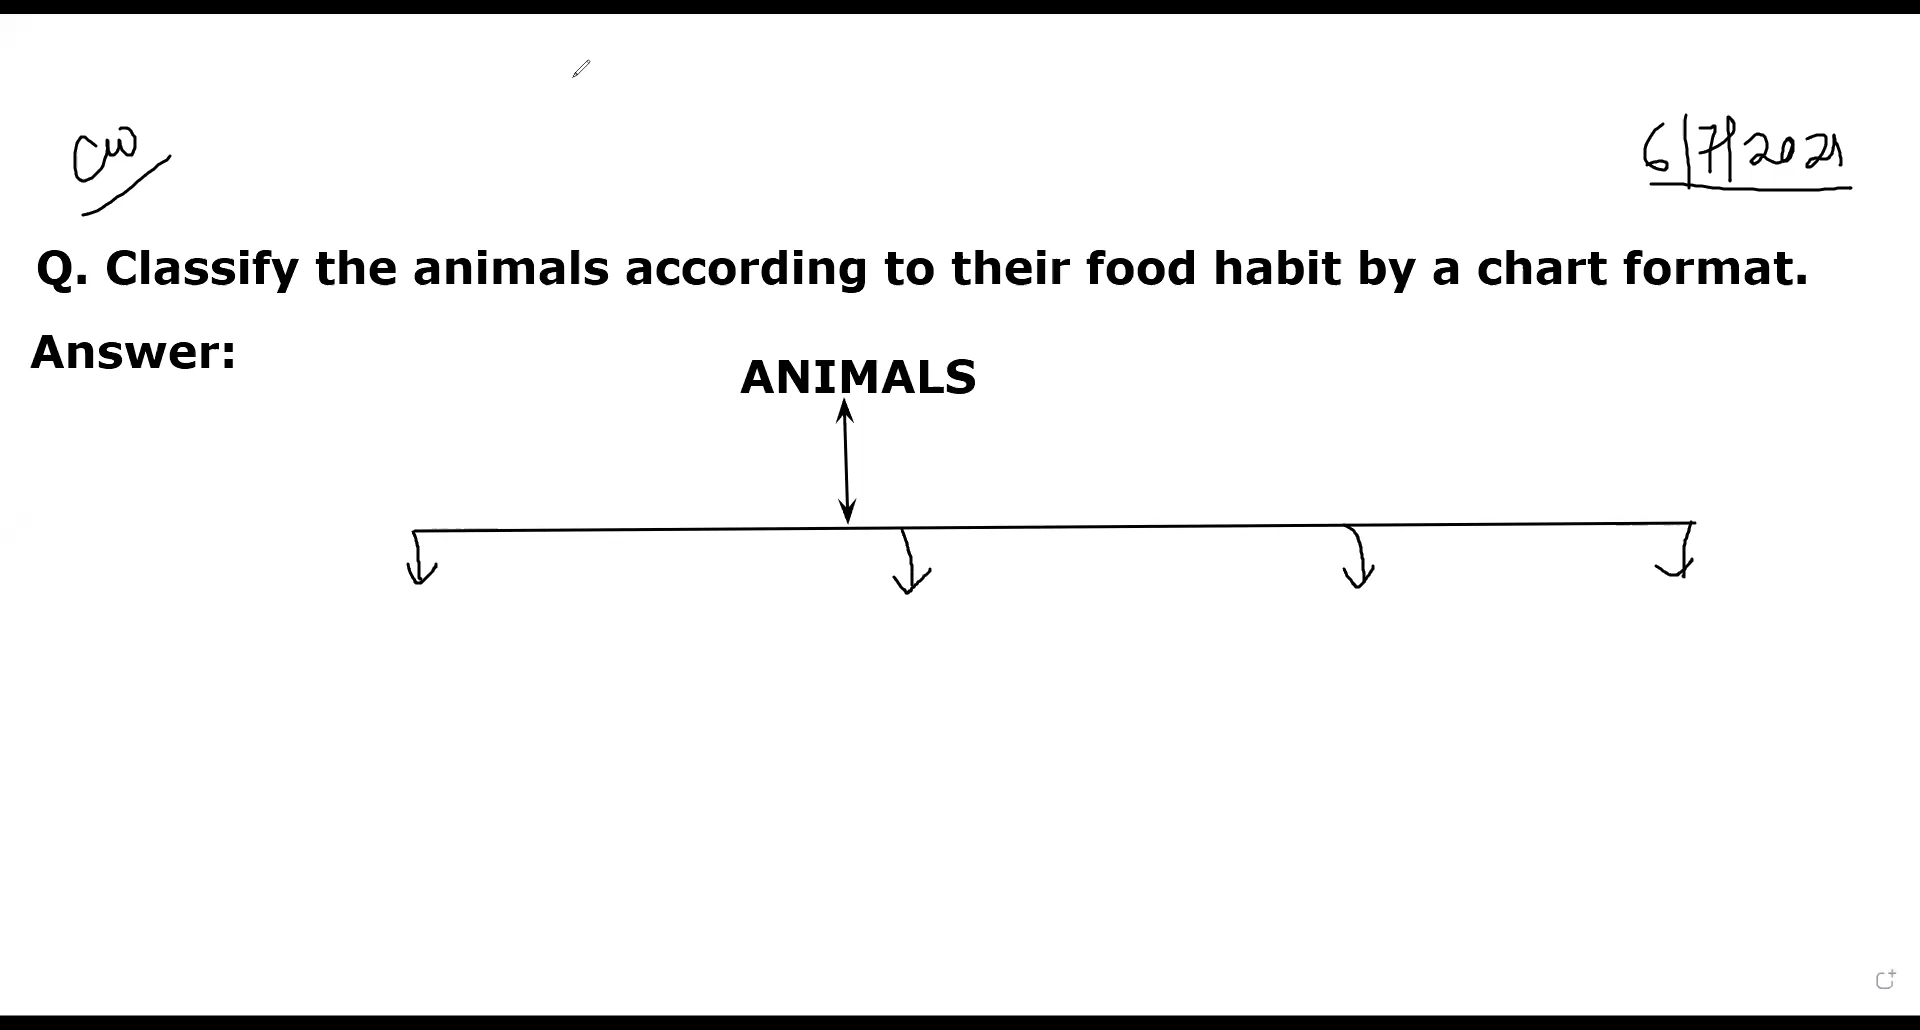 CW
6/7/2021
Q. Classify the animals according to their food habit by a chart format.
Answer:
ANIMALS